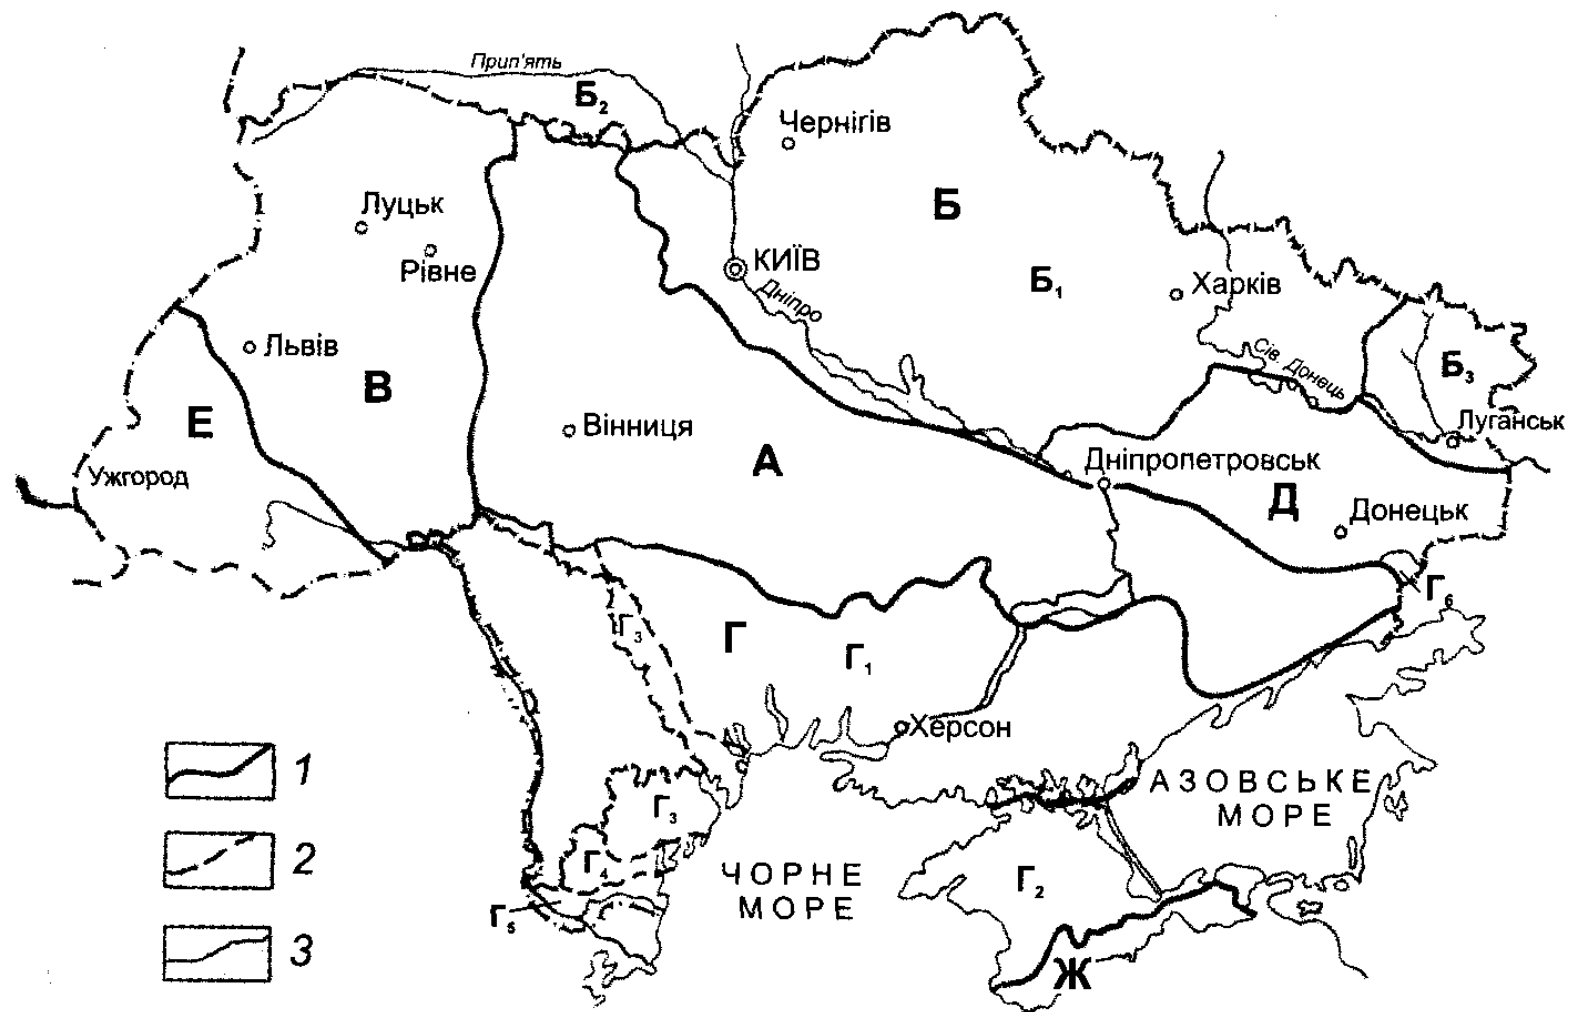 Прип'ять
Б₂
Чернігів
Луцьк
Б
Рівне
КИЇВ
Дніпро
Б₁
Харків
Львів
Сів. Донець
Б₃
В
Е
Вінниця
Луганськ
А
Дніпропетровськ
Ужгород
Д
Донецьк
Г₆
Г₃
Г
Г₁
Херсон
1
АЗОВСЬКЕ
МОРЕ
Г₃
2
Г₄
ЧОРНЕ
МОРЕ
Г₂
Г₅
3
Ж